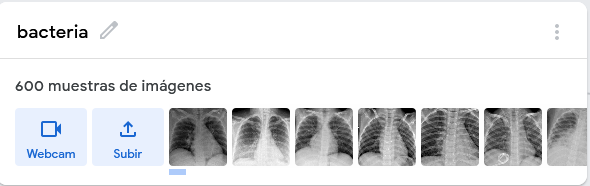 bacteria
600 muestras de imágenes
Webcam
Subir